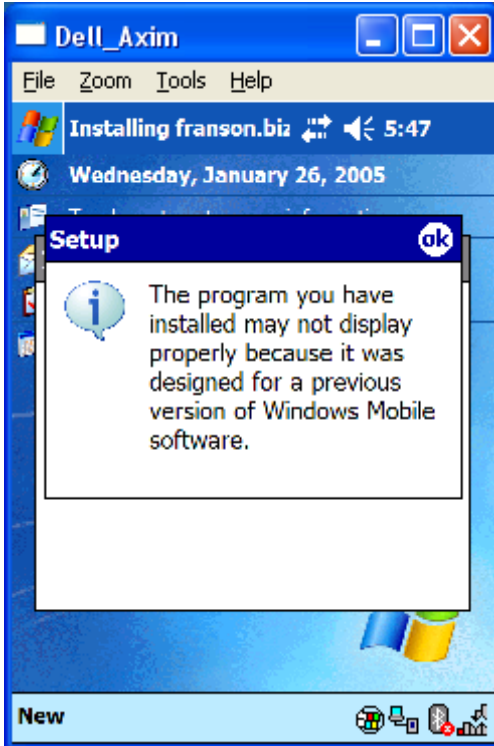 Dell_Axim
File Zoom Tools Help
Installing franson.biz 5:47
Wednesday, January 26, 2005
Setup ok
The program you have
installed may not display
properly because it was
designed for a previous
version of Windows Mobile
software.
New